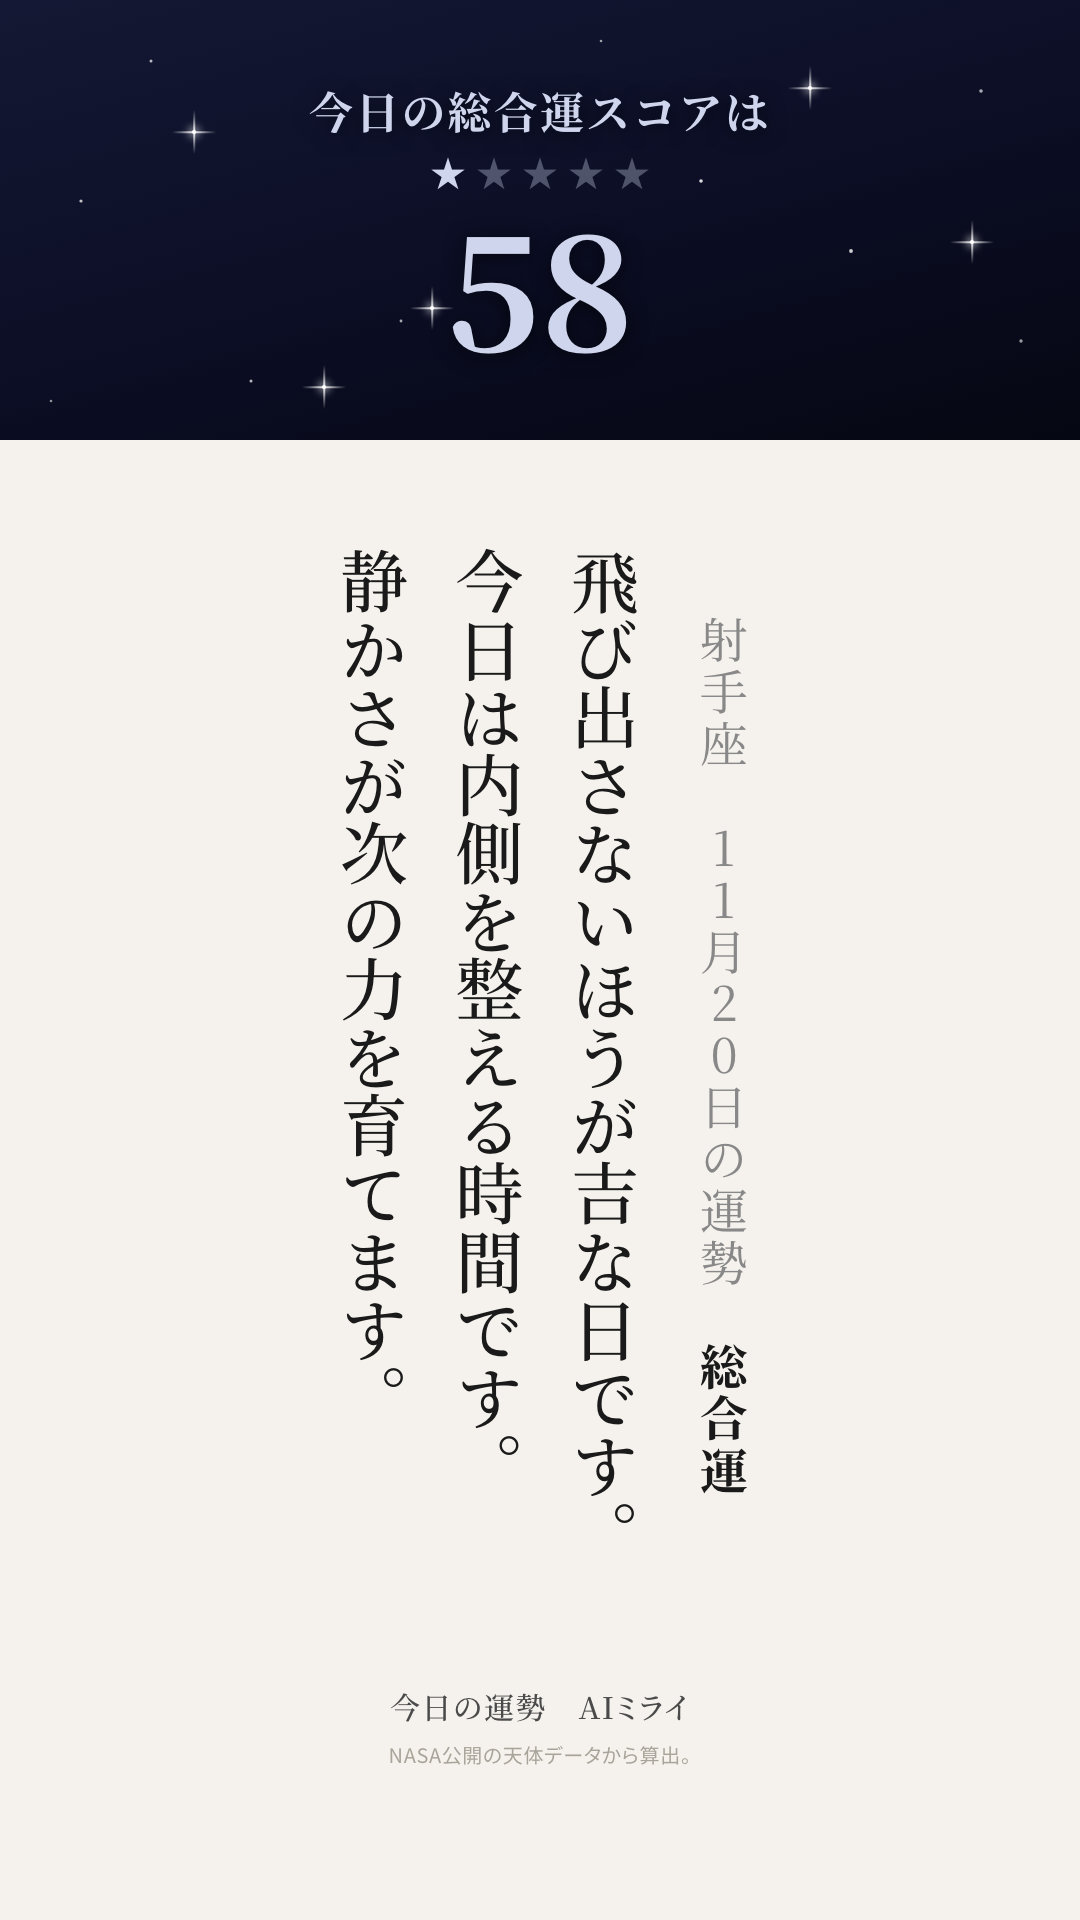 今日の総合運スコアは
★★★★★
58
射手座　11月20日の運勢　総合運
飛び出さないほうが吉な日です。
今日は内側を整える時間です。
静かさが次の力を育てます。
今日の運勢　AIミライ
NASA公開の天体データから算出。